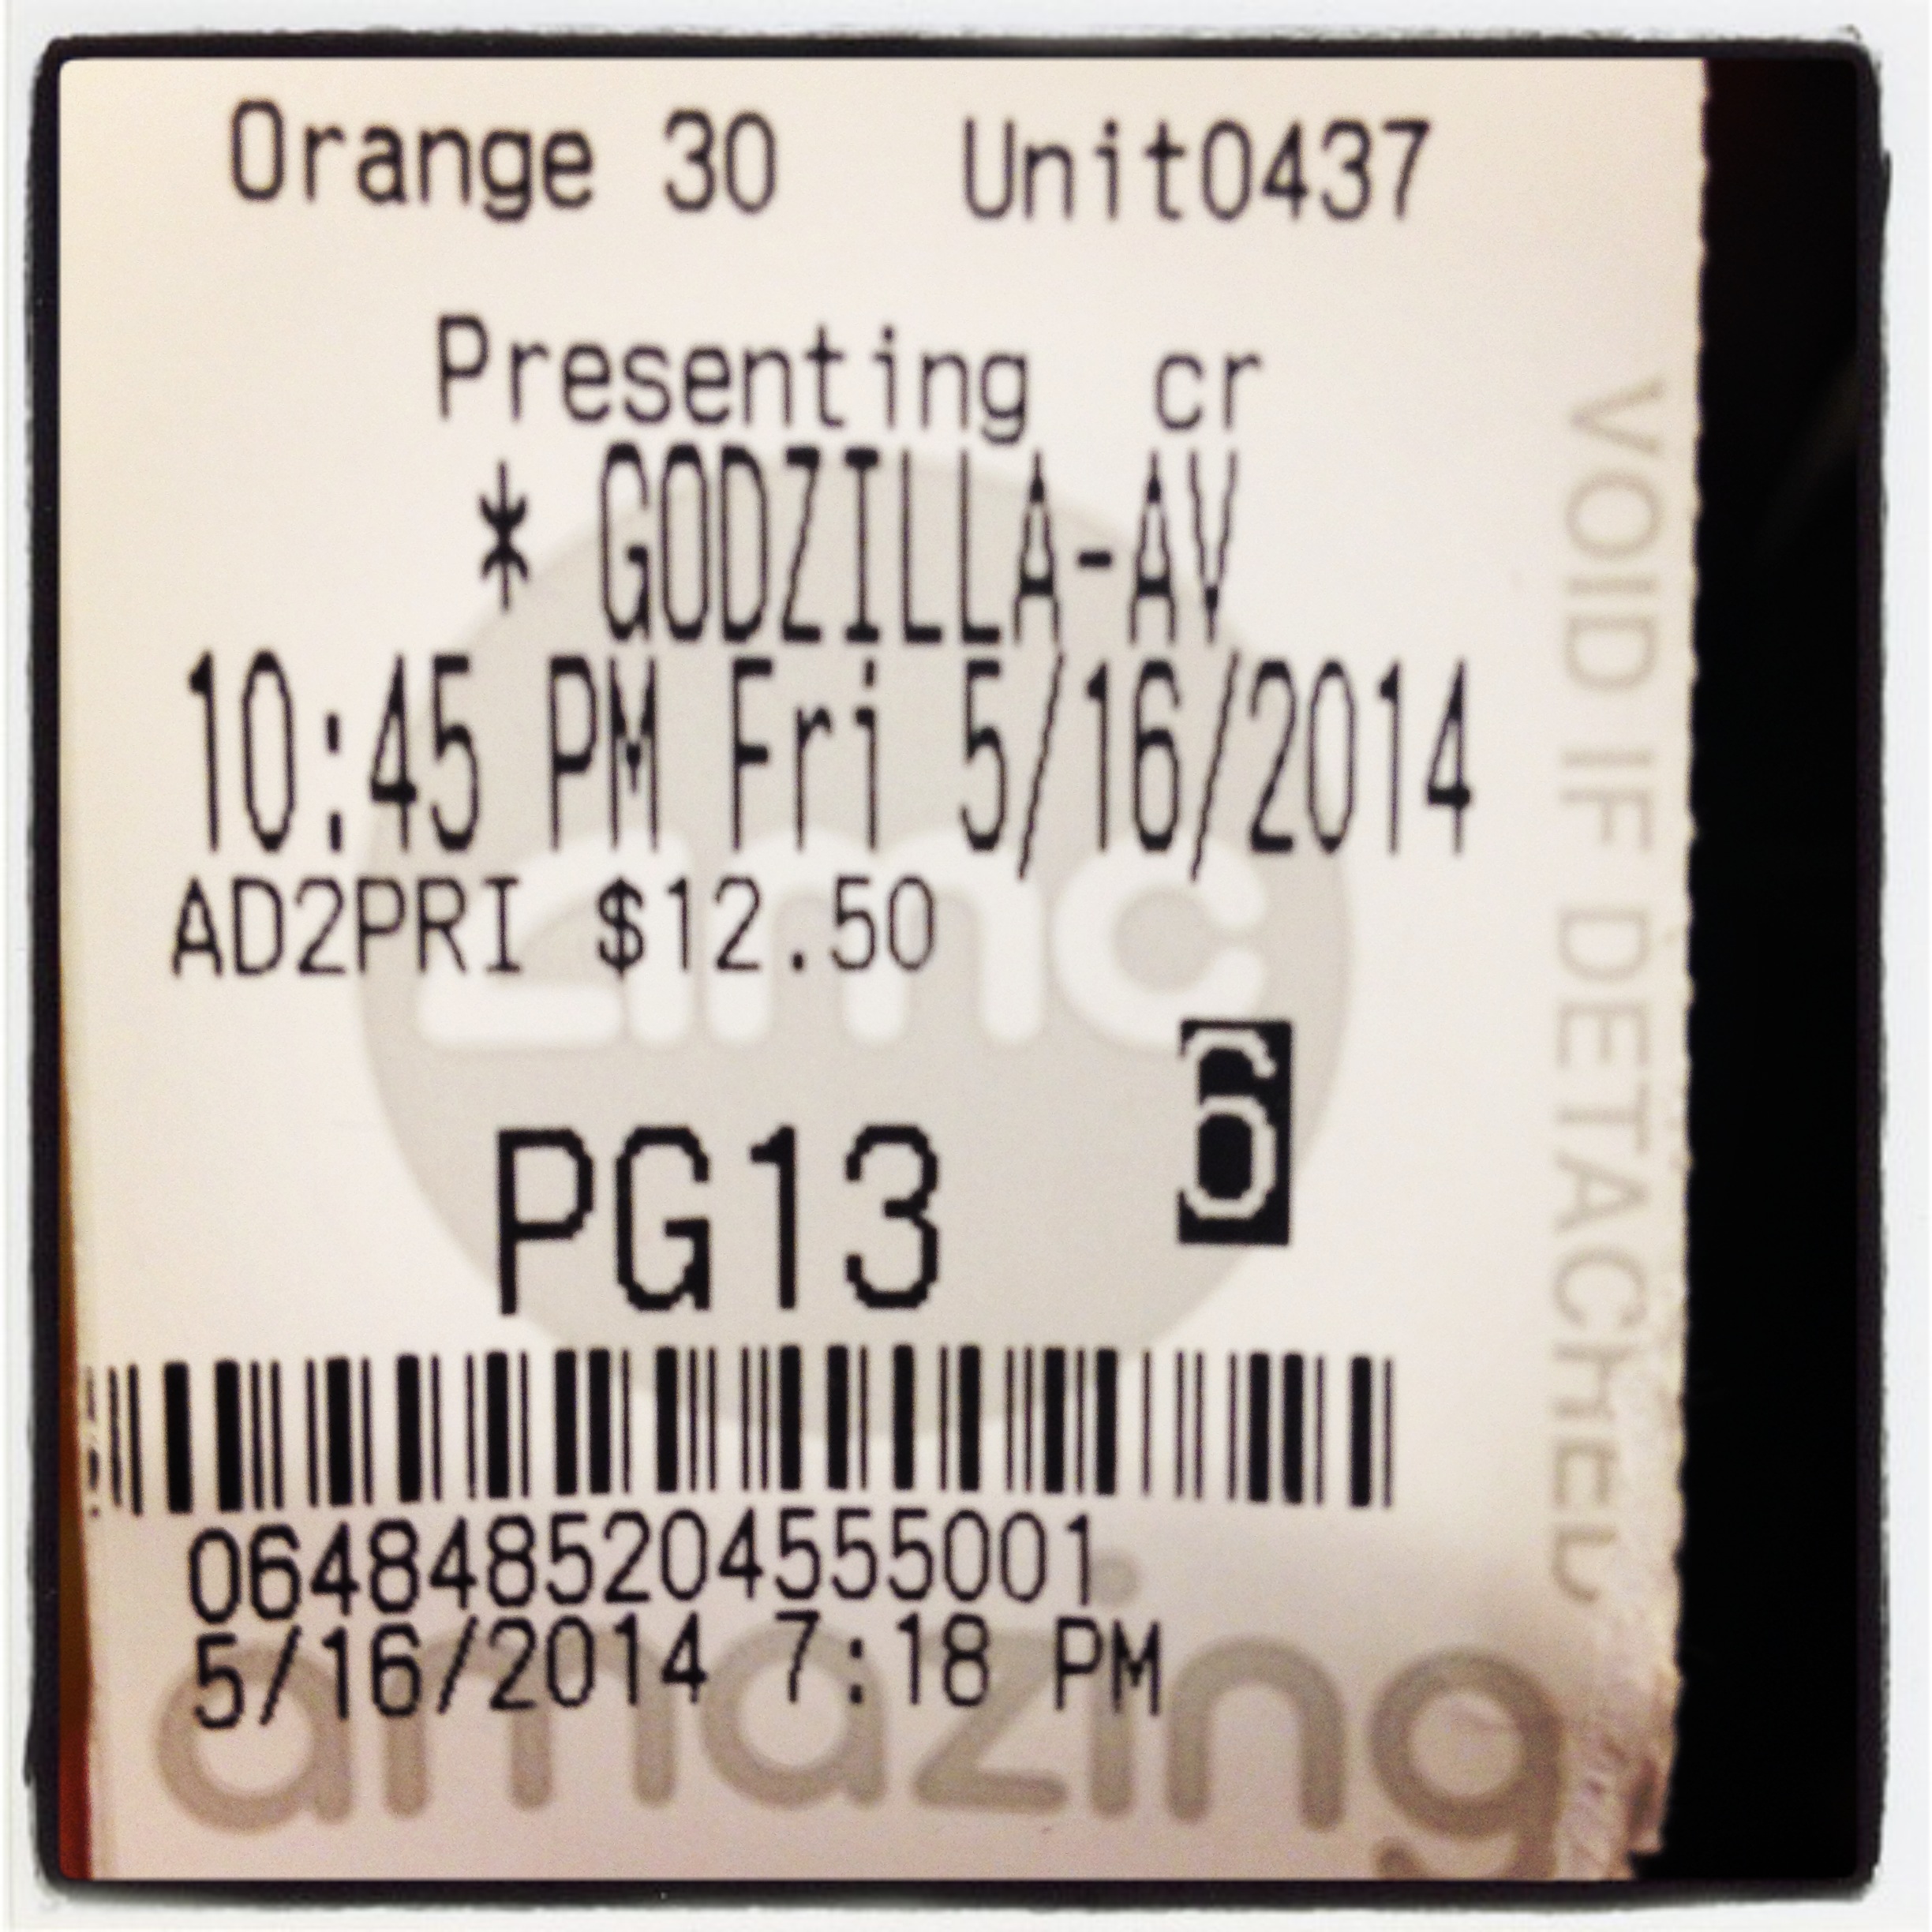 Orange 30 Unit0437
Presenting cr
* GODZILLA-AV
10:45 PM Fri 5/16/2014
AD2PRI $12.50
amc
6
PG13
0648485204555001
5/16/2014 7:18 PM
amazing
VOID IF DETACHED